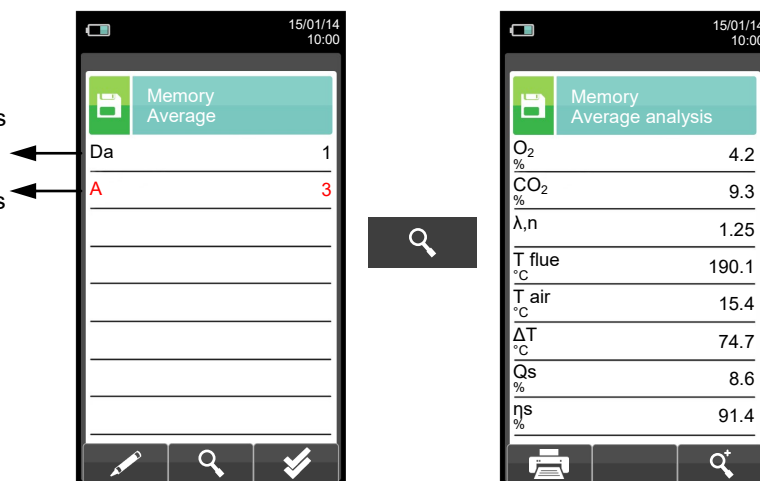 15/01/14
10:00
Memory
Average
s
Da 1
s
A 3
15/01/14
10:00
Memory
Average analysis
O₂
% 4.2
CO₂
% 9.3
λ,n 1.25
T flue
°C 190.1
T air
°C 15.4
ΔT
°C 74.7
Qs
% 8.6
ηs
% 91.4